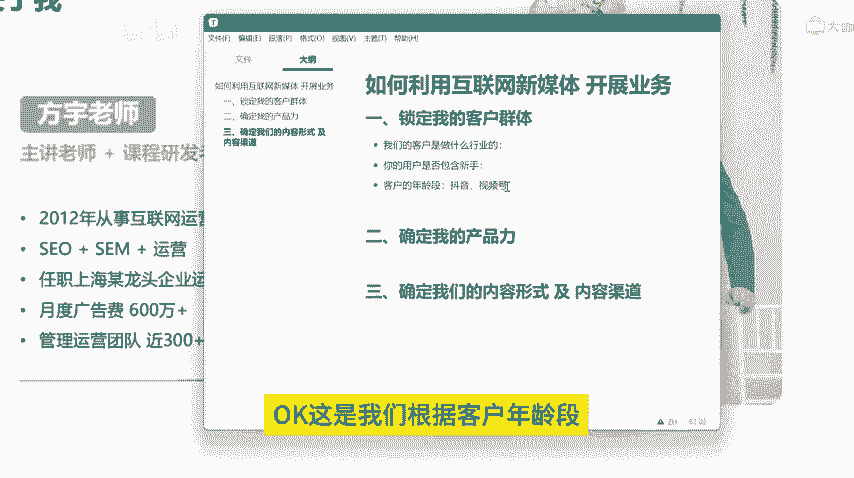 于我
方宇老师
主讲老师 + 课程研发
• 2012年从事互联网运营
• SEO + SEM + 运营
• 任职上海某龙头企业运
• 月度广告费 600万+
• 管理运营团队 近300+
T
文件(F) 编辑(E) 段落(P) 格式(O) 视图(V) 主题(T) 帮助(H)
文件 大纲
如何利用互联网新媒体 开展业务
一、锁定我的客户群体
二、确定我的产品力
三、确定我们的内容形式 及
内容渠道
如何利用互联网新媒体 开展业务
一、锁定我的客户群体
• 我们的客户是做什么行业的：
• 你的用户是否包含新手：
• 客户的年龄段：抖音、视频号
二、确定我的产品力
三、确定我们的内容形式 及 内容渠道
OK这是我们根据客户年龄段